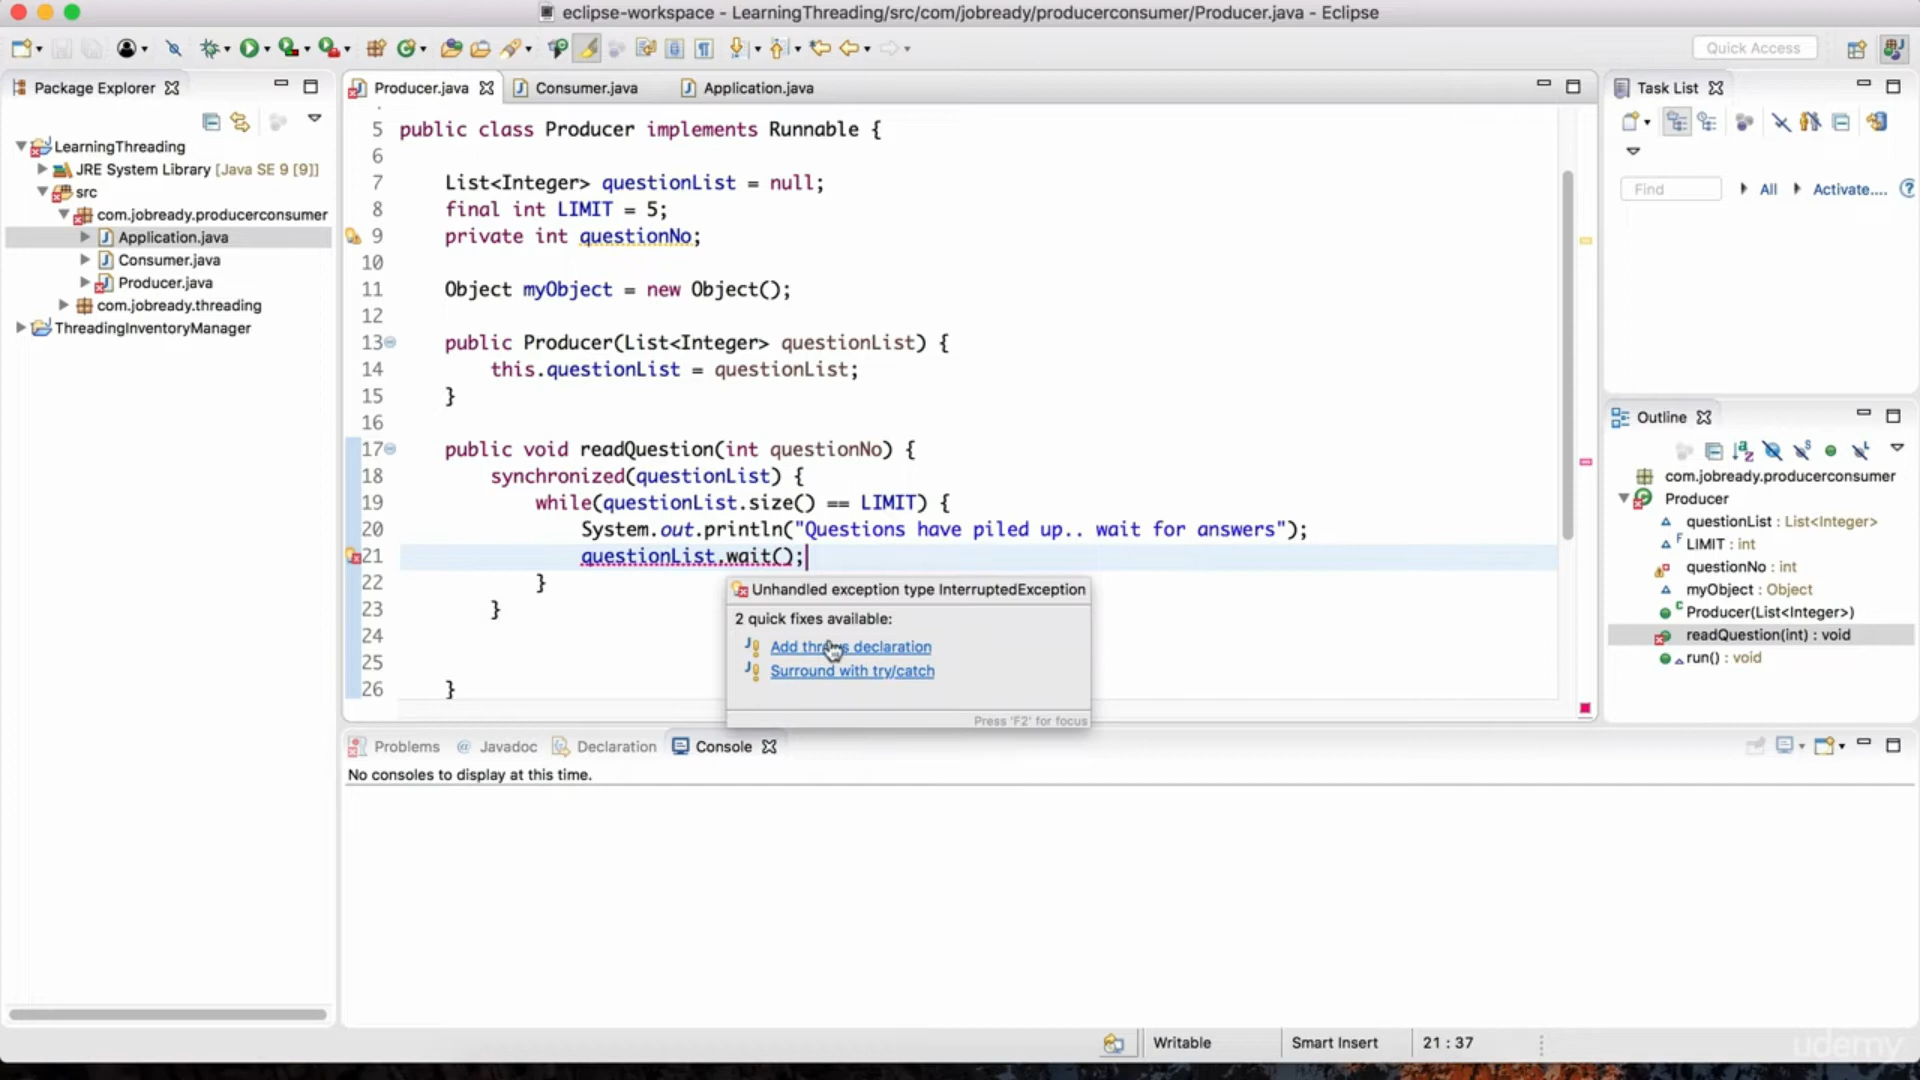 eclipse-workspace - LearningThreading/src/com/jobready/producerconsumer/Producer.java - Eclipse
Quick Access
Package Explorer
LearningThreading
JRE System Library [Java SE 9 [9]]
src
com.jobready.producerconsumer
Application.java
Consumer.java
Producer.java
com.jobready.threading
ThreadingInventoryManager
Producer.java
Consumer.java
Application.java
5 public class Producer implements Runnable {
6
7 List<Integer> questionList = null;
8 final int LIMIT = 5;
9 private int questionNo;
10
11 Object myObject = new Object();
12
13 public Producer(List<Integer> questionList) {
14 this.questionList = questionList;
15 }
16
17 public void readQuestion(int questionNo) {
18 synchronized(questionList) {
19 while(questionList.size() == LIMIT) {
20 System.out.println("Questions have piled up.. wait for answers");
21 questionList.wait();
22 }
23 }
24
25
26 }
Unhandled exception type InterruptedException
2 quick fixes available:
Add throws declaration
Surround with try/catch
Press 'F2' for focus
Task List
Find
All
Activate....
Outline
com.jobready.producerconsumer
Producer
questionList : List<Integer>
LIMIT : int
questionNo : int
myObject : Object
Producer(List<Integer>)
readQuestion(int) : void
run() : void
Problems
Javadoc
Declaration
Console
No consoles to display at this time.
Writable
Smart Insert
21 : 37
udemy